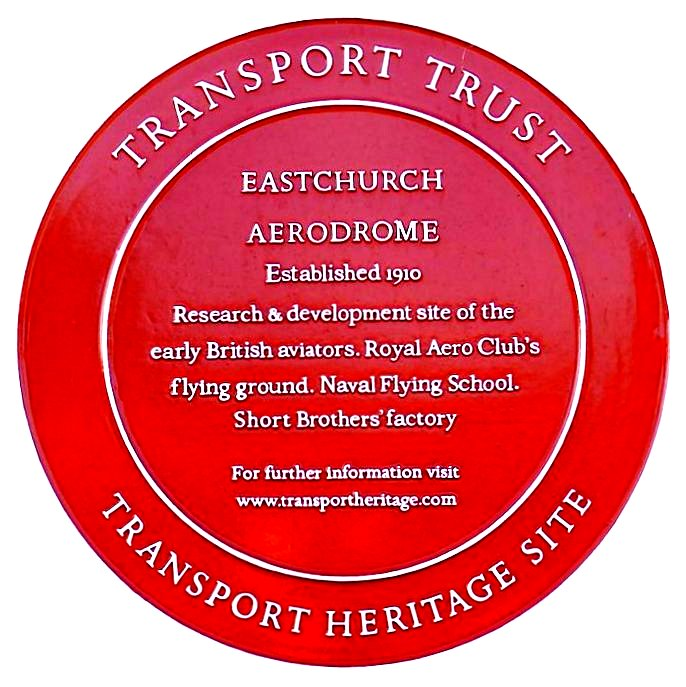 TRANSPORT TRUST
EASTCHURCH
AERODROME
Established 1910
Research & development site of the
early British aviators. Royal Aero Club's
flying ground. Naval Flying School.
Short Brothers' factory
For further information visit
www.transportheritage.com
TRANSPORT HERITAGE SITE